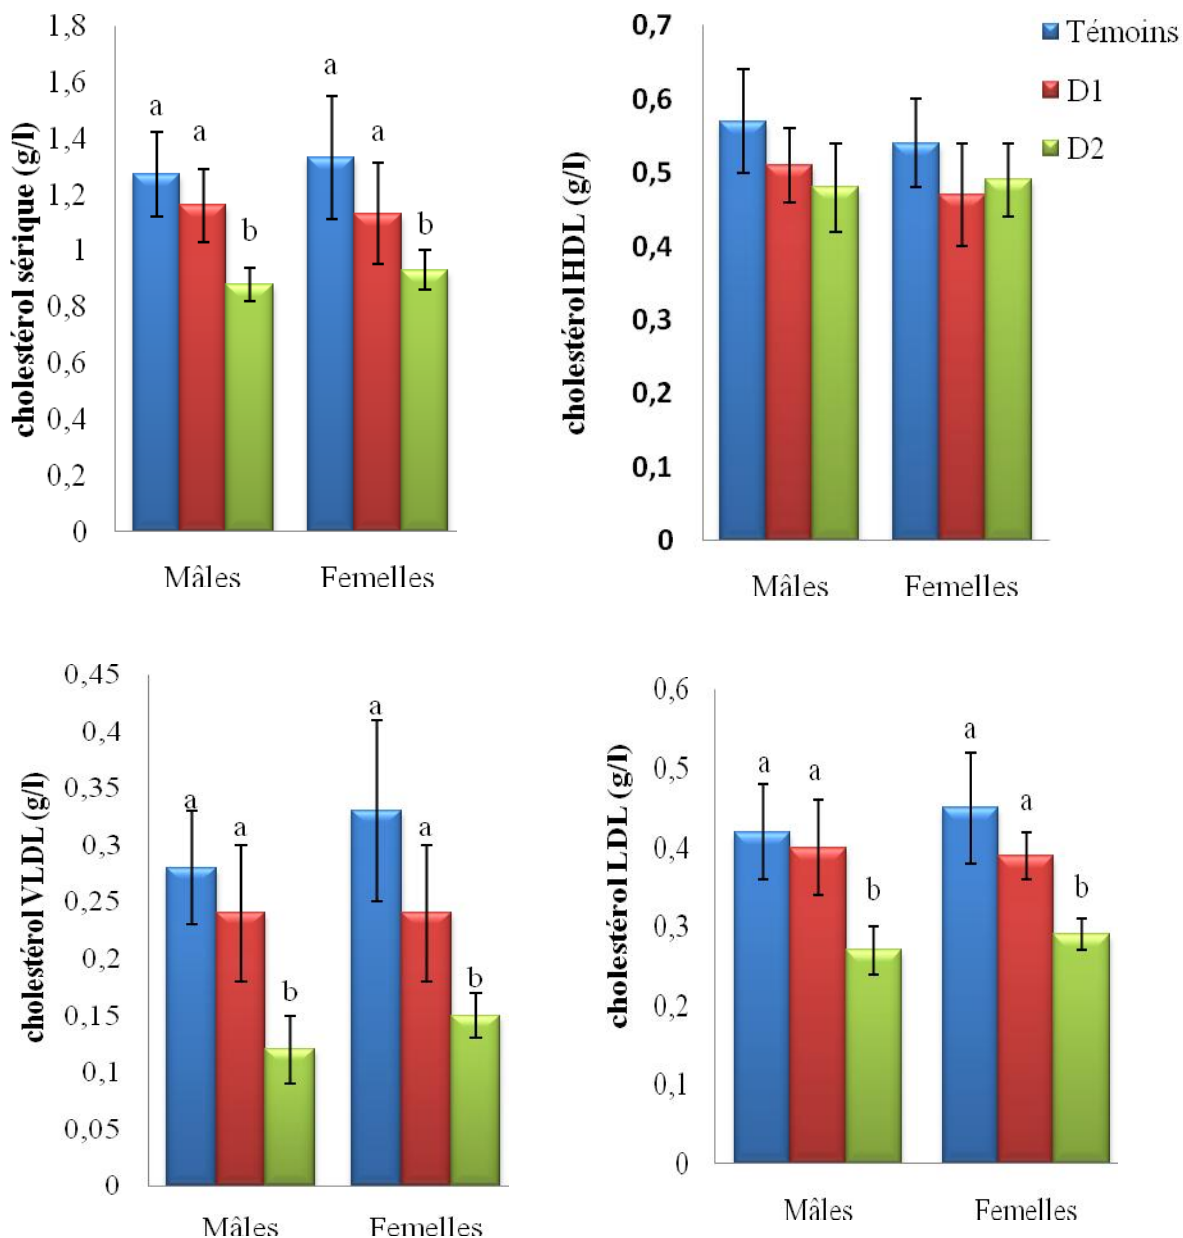 cholestérol sérique (g/l)
1,8
1,6
1,4
1,2
1
0,8
0,6
0,4
0,2
0
a
a
b
a
a
b
Mâles
Femelles
cholestérol HDL (g/l)
0,7
0,6
0,5
0,4
0,3
0,2
0,1
0
Mâles
Femelles
Témoins
D1
D2
cholestérol VLDL (g/l)
0,45
0,4
0,35
0,3
0,25
0,2
0,15
0,1
0,05
0
a
a
b
a
a
b
Mâles
Femelles
cholestérol LDL (g/l)
0,6
0,5
0,4
0,3
0,2
0,1
0
a
a
b
a
a
b
Mâles
Femelles